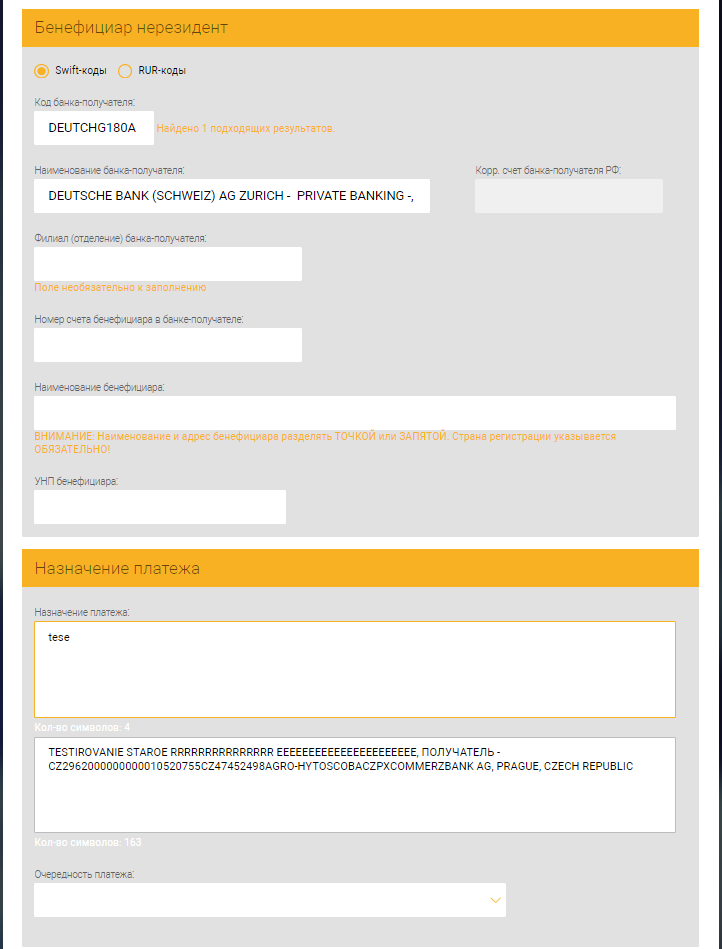 Бенефициар нерезидент
Swift-коды RUR-коды
Код банка-получателя:
DEUTCHG180A Найдено 1 подходящих результатов.
Наименование банка-получателя: Корр. счет банка-получателя РФ:
DEUTSCHE BANK (SCHWEIZ) AG ZURICH - PRIVATE BANKING -,
Филиал (отделение) банка-получателя:
Поле необязательно к заполнению
Номер счета бенефициара в банке-получателе:
Наименование бенефициара:
ВНИМАНИЕ: Наименование и адрес бенефициара разделять ТОЧКОЙ или ЗАПЯТОЙ. Страна регистрации указывается
ОБЯЗАТЕЛЬНО!
УНП бенефициара:
Назначение платежа
Назначение платежа:
tese
Кол-во символов: 4
TESTIROVANIE STAROE RRRRRRRRRRRRRRRR EEEEEEEEEEEEEEEEEEEEEE, ПОЛУЧАТЕЛЬ -
CZ2962000000000010520755CZ47452498AGRO-HYTOSCOBACZPXCOMMERZBANK AG, PRAGUE, CZECH REPUBLIC
Кол-во символов: 163
Очередность платежа: